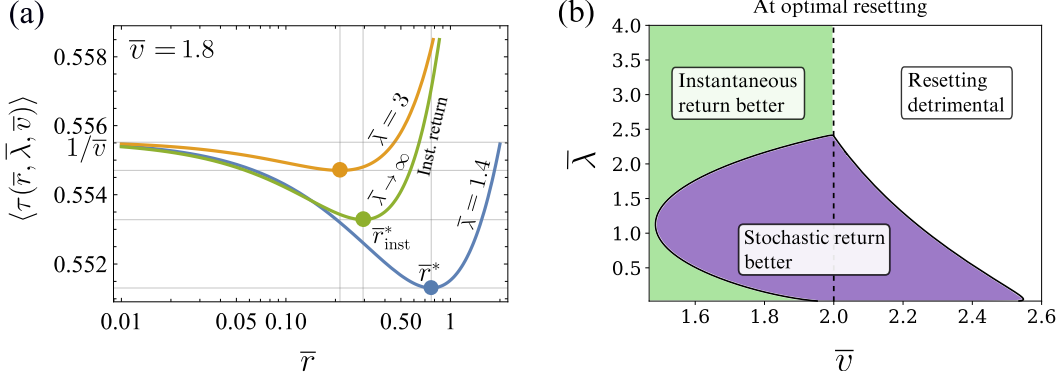 (a)
v̅ = 1.8
0.558
0.556
1/v̅
0.554
0.552
⟨τ(r̅, λ̅, v̅)⟩
λ̅ = 3
λ̅ → ∞
Inst. return
λ̅ = 1.4
r̅*inst
r̅*
0.01
0.05
0.10
0.50
1
r̅
(b)
At optimal resetting
4.0
3.5
3.0
2.5
2.0
1.5
1.0
0.5
λ̅
Instantaneous
return better
Resetting
detrimental
Stochastic return
better
1.6
1.8
2.0
2.2
2.4
2.6
v̅